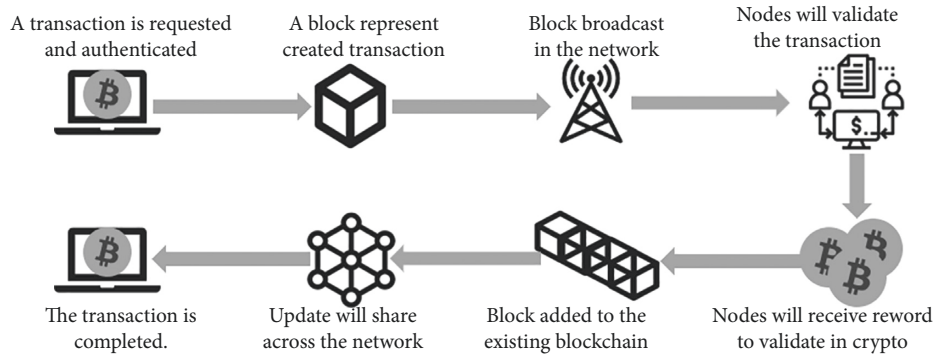 A transaction is requested
and authenticated
A block represent
created transaction
Block broadcast
in the network
Nodes will validate
the transaction
$...
The transaction is
completed.
Update will share
across the network
Block added to the
existing blockchain
Nodes will receive reword
to validate in crypto